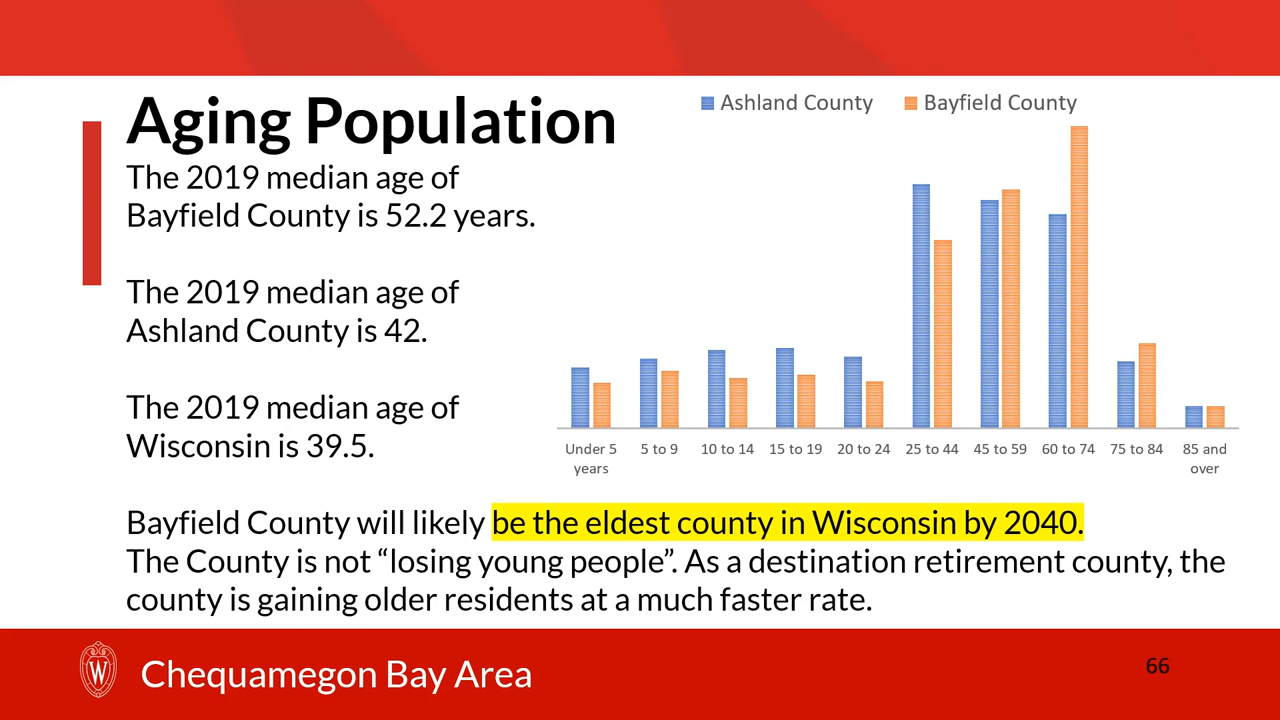 Aging Population
The 2019 median age of
Bayfield County is 52.2 years.
The 2019 median age of
Ashland County is 42.
The 2019 median age of
Wisconsin is 39.5.
Ashland County
Bayfield County
Under 5 years
5 to 9
10 to 14
15 to 19
20 to 24
25 to 44
45 to 59
60 to 74
75 to 84
85 and over
Bayfield County will likely be the eldest county in Wisconsin by 2040.
The County is not “losing young people”. As a destination retirement county, the
county is gaining older residents at a much faster rate.
W
Chequamegon Bay Area
66